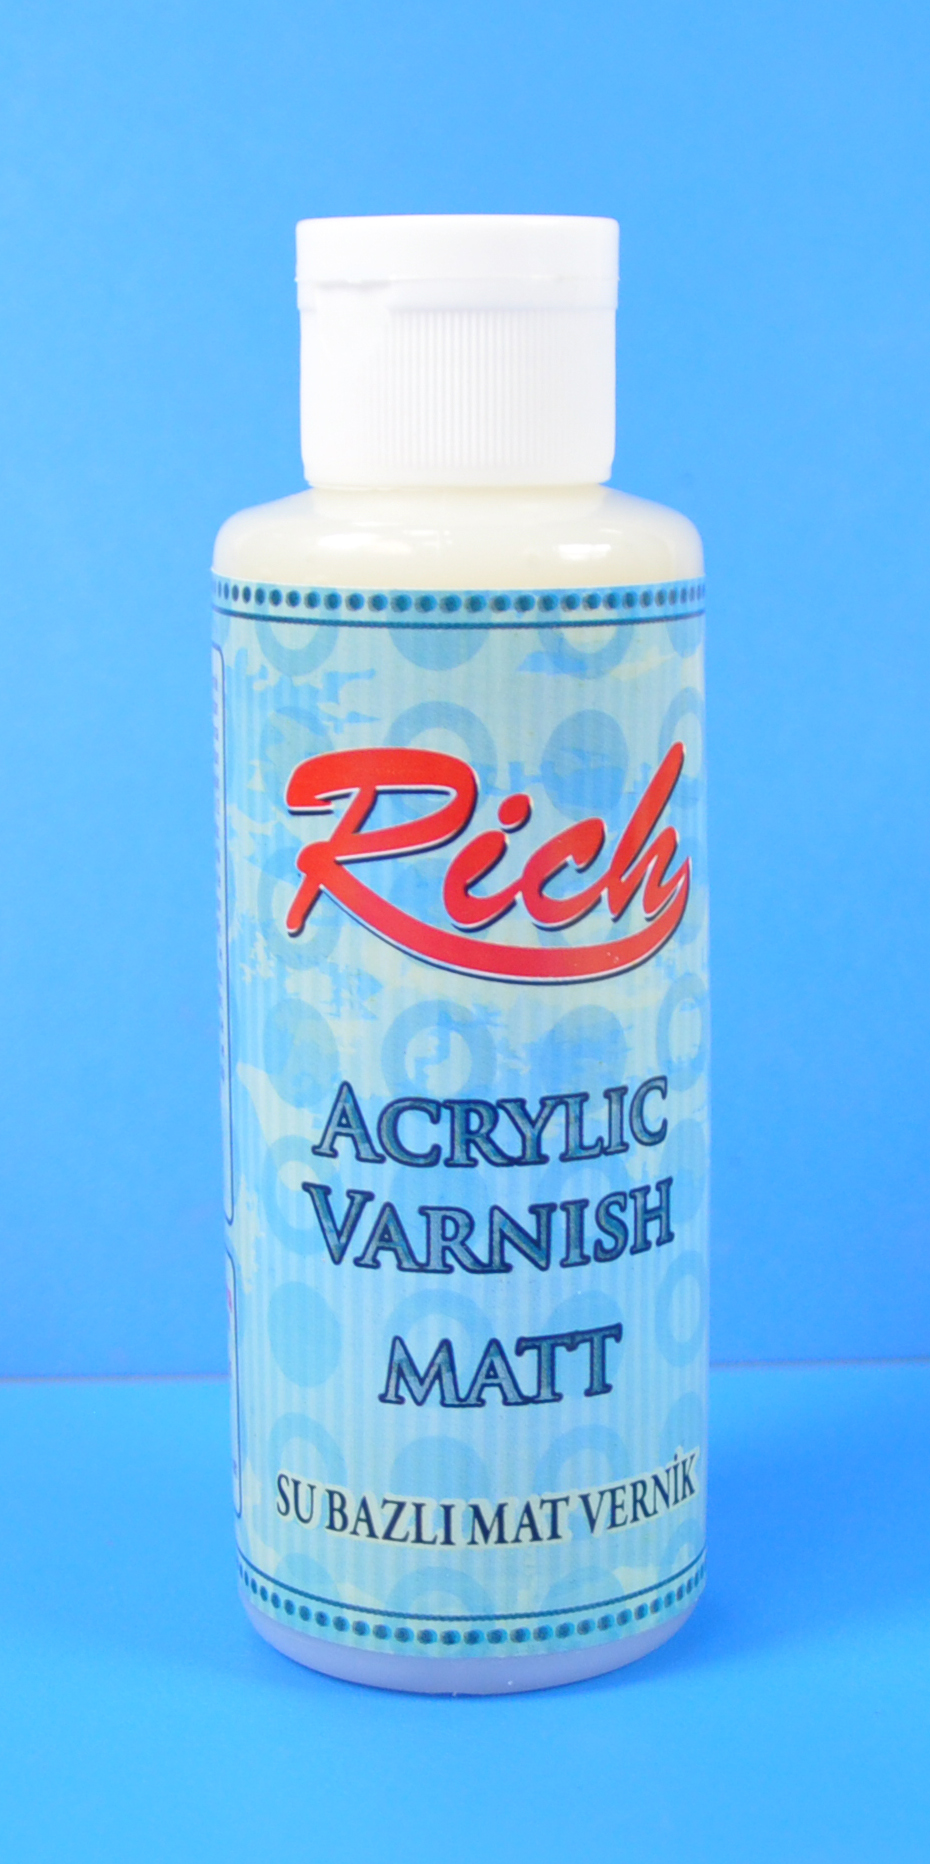 Rich
ACRYLIC
VARNISH
MATT
SU BAZLI MAT VERNİK